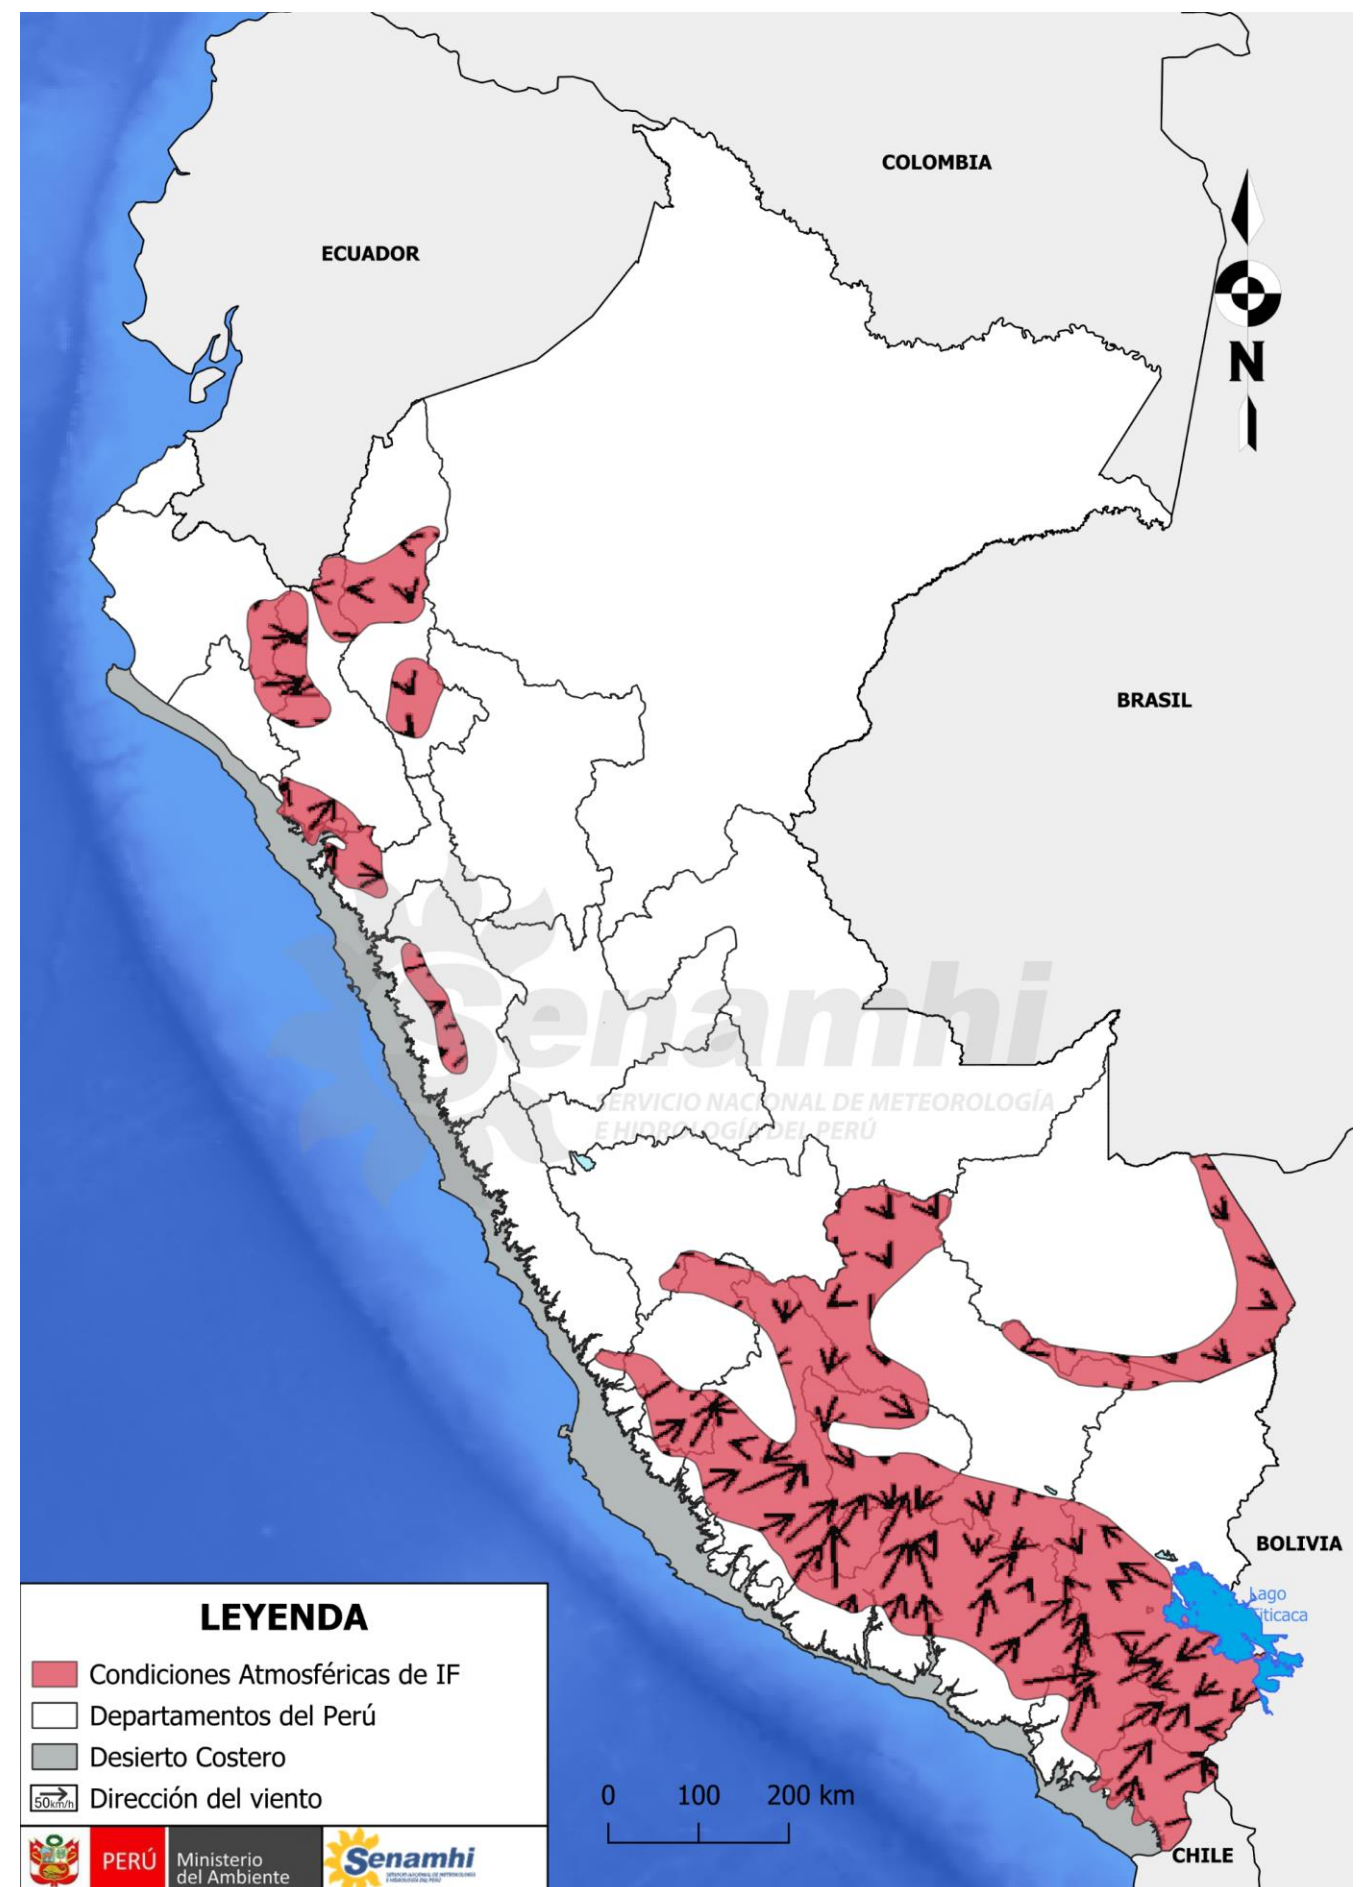 COLOMBIA
ECUADOR
N
BRASIL
Senamhi
SERVICIO NACIONAL DE METEOROLOGÍA
E HIDROLOGÍA DEL PERÚ
BOLIVIA
Lago
Titicaca
LEYENDA
Condiciones Atmosféricas de IF
Departamentos del Perú
Desierto Costero
50km/h
Dirección del viento
0 100 200 km
CHILE
PERÚ
Ministerio
del Ambiente
Senamhi